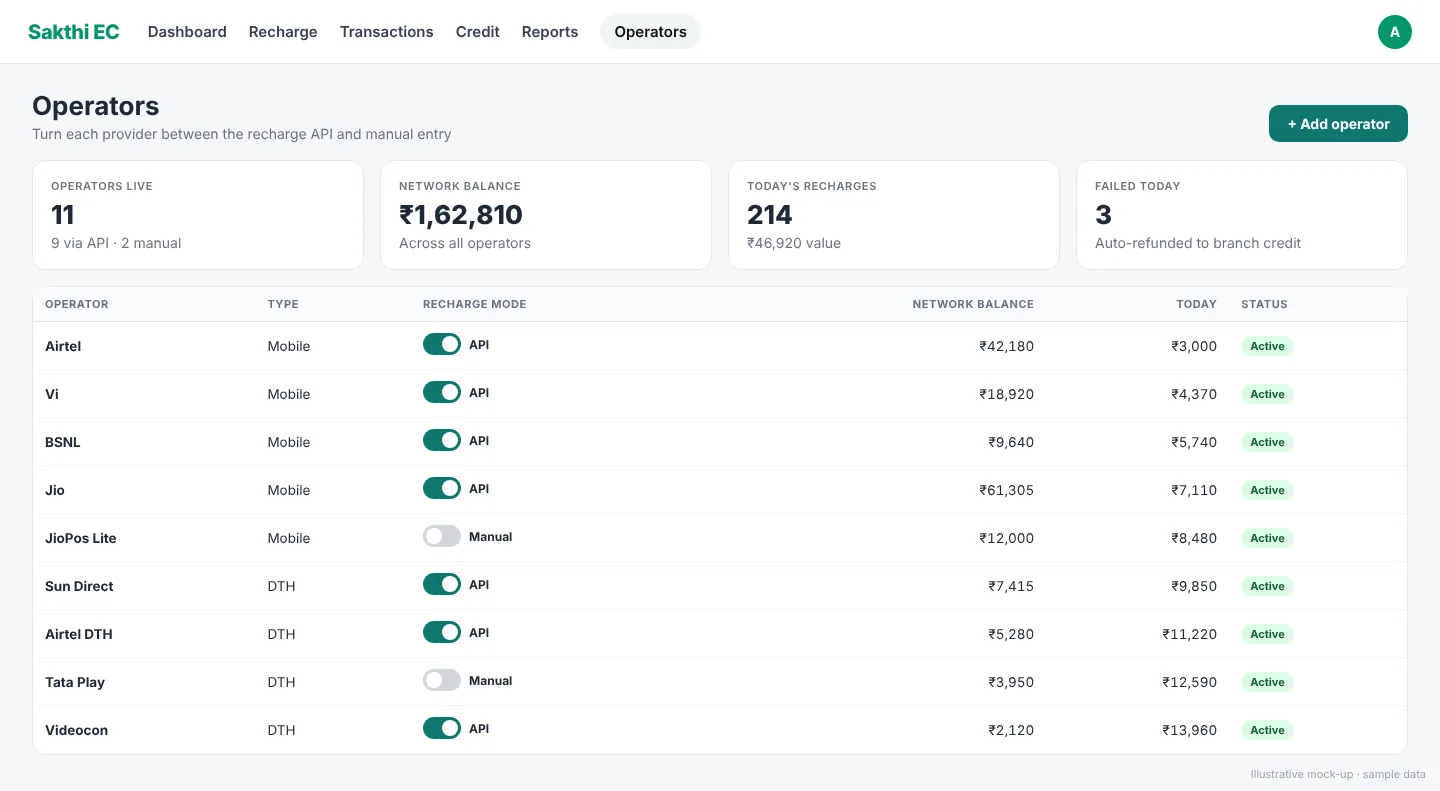 Sakthi EC Dashboard Recharge Transactions Credit Reports Operators A
Operators
Turn each provider between the recharge API and manual entry
+ Add operator
OPERATORS LIVE
11
9 via API · 2 manual
NETWORK BALANCE
₹1,62,810
Across all operators
TODAY'S RECHARGES
214
₹46,920 value
FAILED TODAY
3
Auto-refunded to branch credit
OPERATOR TYPE RECHARGE MODE NETWORK BALANCE TODAY STATUS
Airtel Mobile API ₹42,180 ₹3,000 Active
Vi Mobile API ₹18,920 ₹4,370 Active
BSNL Mobile API ₹9,640 ₹5,740 Active
Jio Mobile API ₹61,305 ₹7,110 Active
JioPos Lite Mobile Manual ₹12,000 ₹8,480 Active
Sun Direct DTH API ₹7,415 ₹9,850 Active
Airtel DTH DTH API ₹5,280 ₹11,220 Active
Tata Play DTH Manual ₹3,950 ₹12,590 Active
Videocon DTH API ₹2,120 ₹13,960 Active
Illustrative mock-up · sample data